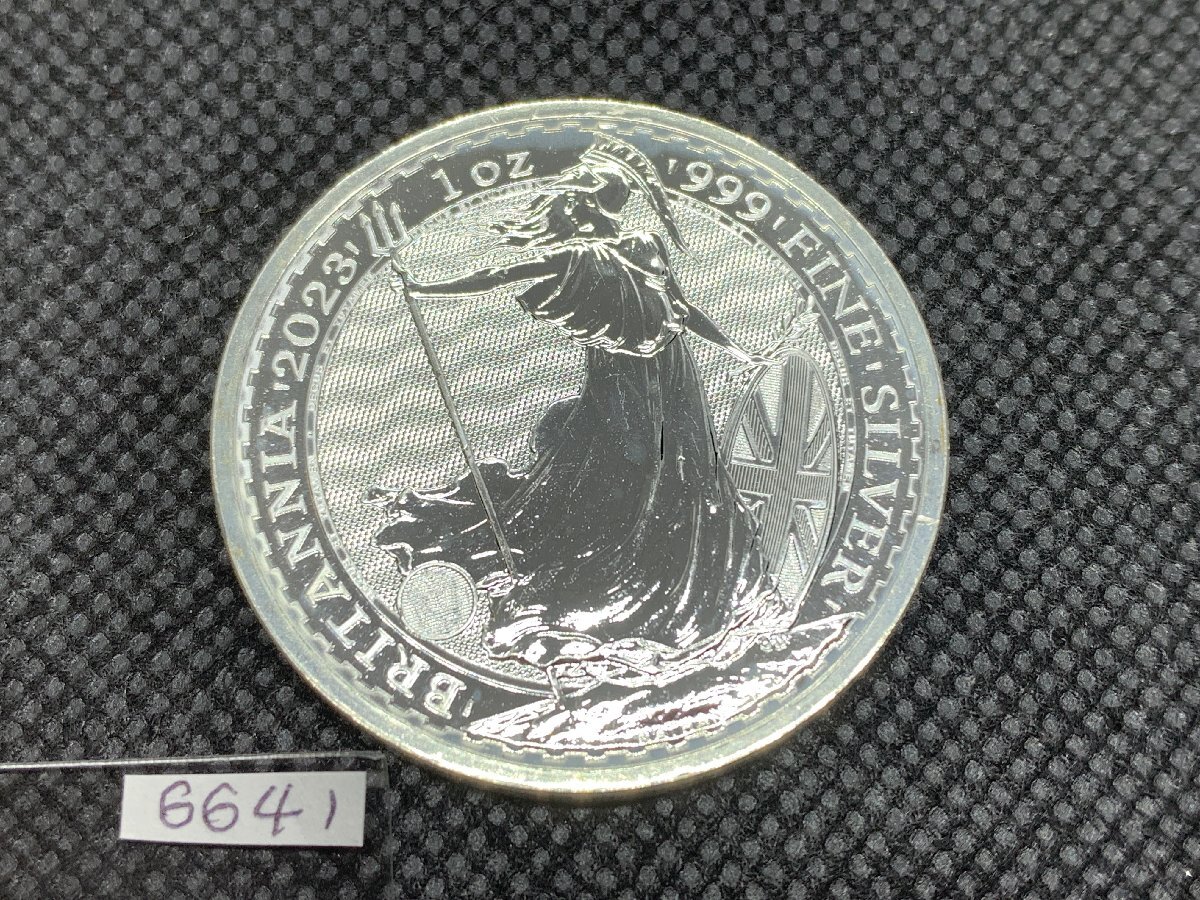 BRITANNIA '2023' 1 OZ '999' FINE 'SILVER'
6641